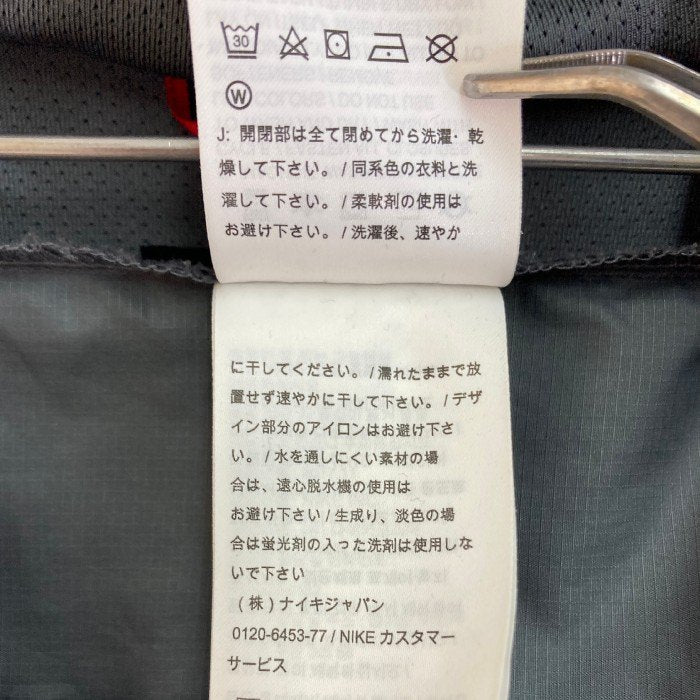 30
W
J: 開閉部は全て閉めてから洗濯・乾
燥して下さい。/同系色の衣料と洗
濯して下さい。/柔軟剤の使用は
お避け下さい。/洗濯後、速やか
に干してください。/濡れたままで放
置せず速やかに干して下さい。/デザ
イン部分のアイロンはお避け下さ
い。/水を通しにくい素材の場
合は、遠心脱水機の使用は
お避け下さい/生成り、淡色の場
合は蛍光剤の入った洗剤は使用しな
いで下さい
(株)ナイキジャパン
0120-6453-77 / NIKE カスタマー
サービス